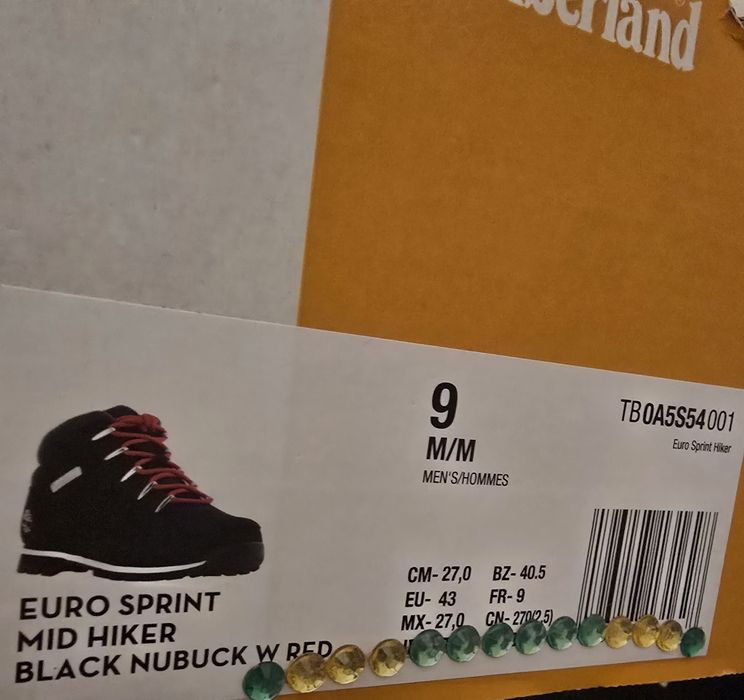 9
M/M
MEN'S/HOMMES
TB0A5S54001
Euro Sprint Hiker
CM- 27,0 BZ- 40.5
EU- 43 FR- 9
MX- 27,0 CN- 270(2.5)
EURO SPRINT
MID HIKER
BLACK NUBUCK W RED